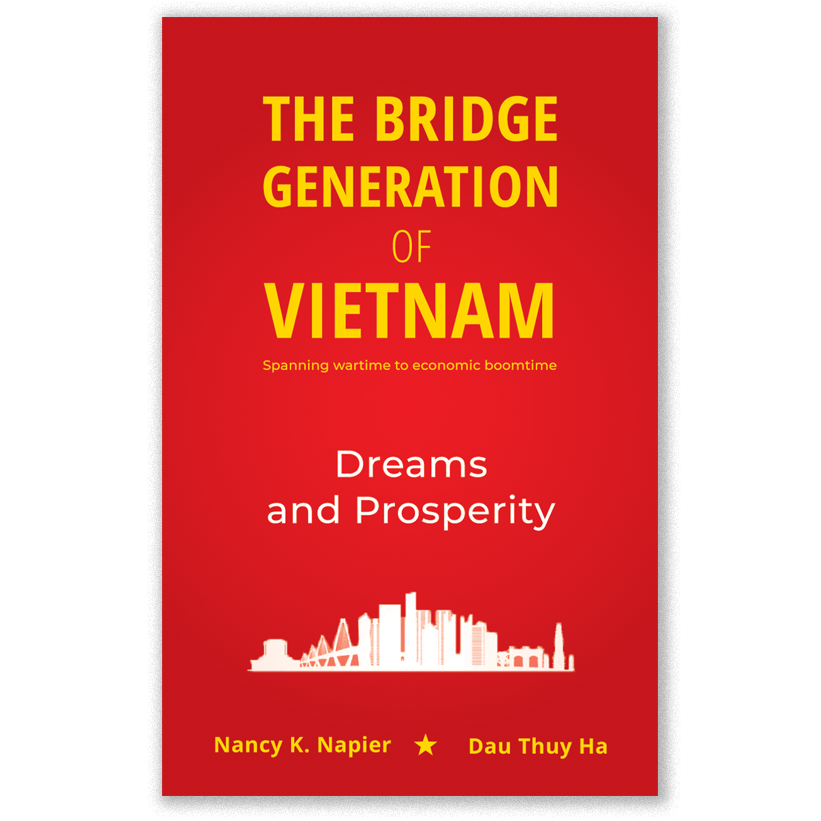 THE BRIDGE
GENERATION
OF
VIETNAM
Spanning wartime to economic boomtime
Dreams
and Prosperity
Nancy K. Napier ★ Dau Thuy Ha